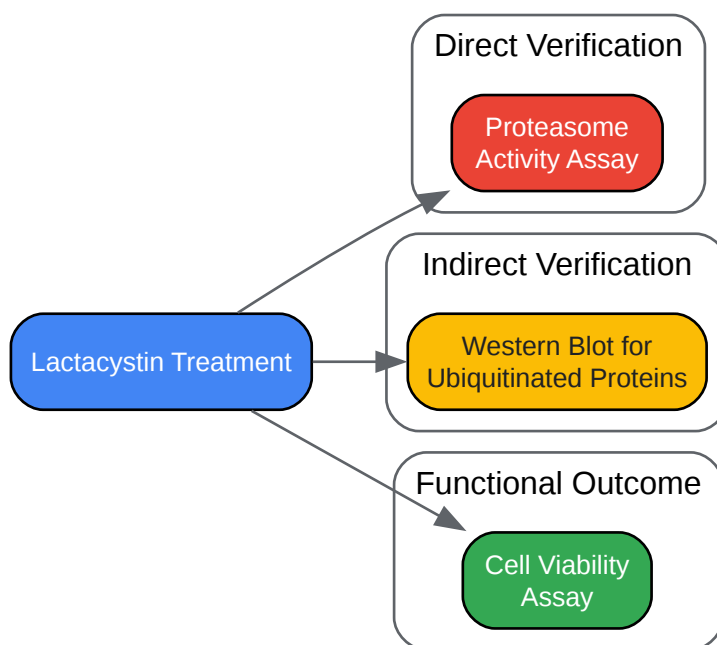 Direct Verification
Proteasome
Activity Assay
Indirect Verification
Lactacystin Treatment
Western Blot for
Ubiquitinated Proteins
Functional Outcome
Cell Viability
Assay